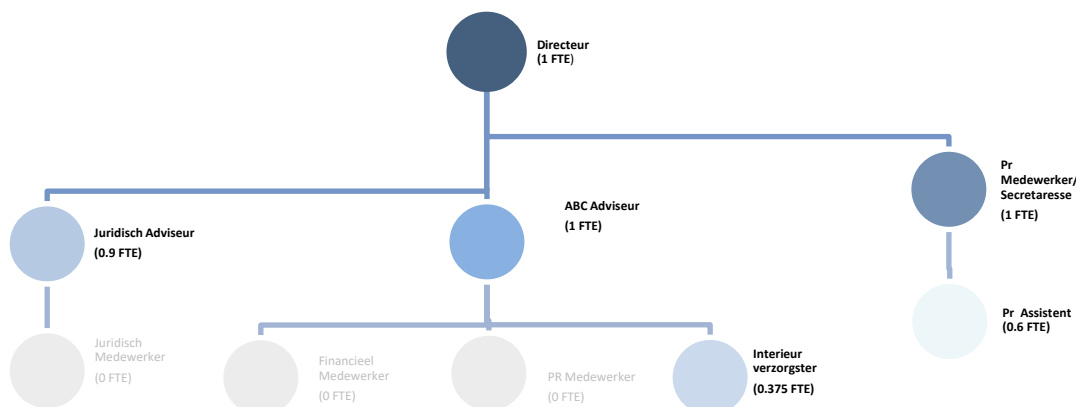 Directeur
(1 FTE)
Pr
Medewerker/
Secretaresse
(1 FTE)
ABC Adviseur
(1 FTE)
Juridisch Adviseur
(0.9 FTE)
Pr  Assistent
(0.6 FTE)
Juridisch
Medewerker
(0 FTE)
Financieel
Medewerker
(0 FTE)
PR Medewerker
(0 FTE)
Interieur
verzorgster
(0.375 FTE)